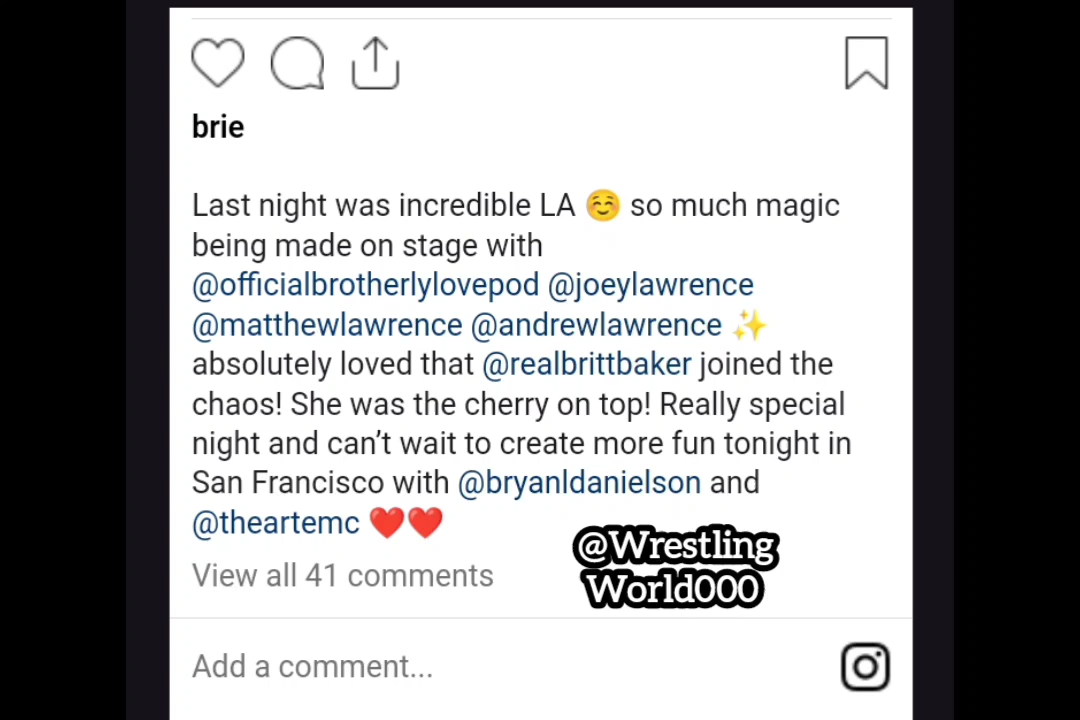 brie
Last night was incredible LA ☺️ so much magic
being made on stage with
@officialbrotherlylovepod @joeylawrence
@matthewlawrence @andrewlawrence ✨
absolutely loved that @realbrittbaker joined the
chaos! She was the cherry on top! Really special
night and can’t wait to create more fun tonight in
San Francisco with @bryanldanielson and
@theartemc ❤️❤️
@Wrestling
World000
View all 41 comments
Add a comment...